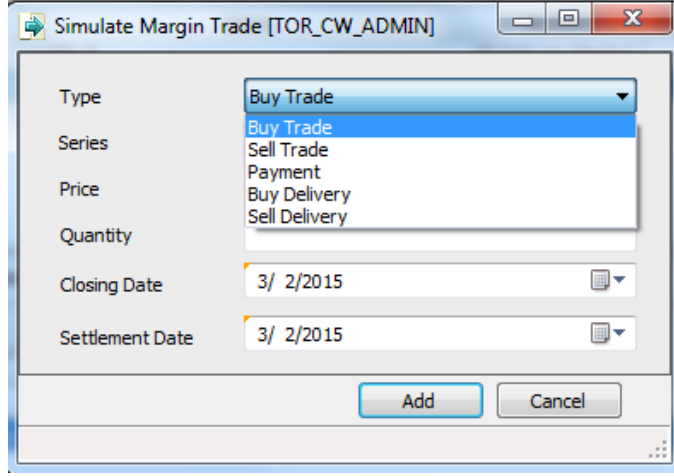 Simulate Margin Trade [TOR_CW_ADMIN]
Type
Buy Trade
Buy Trade
Sell Trade
Payment
Buy Delivery
Sell Delivery
Series
Price
Quantity
Closing Date
3/ 2/2015
Settlement Date
3/ 2/2015
Add
Cancel